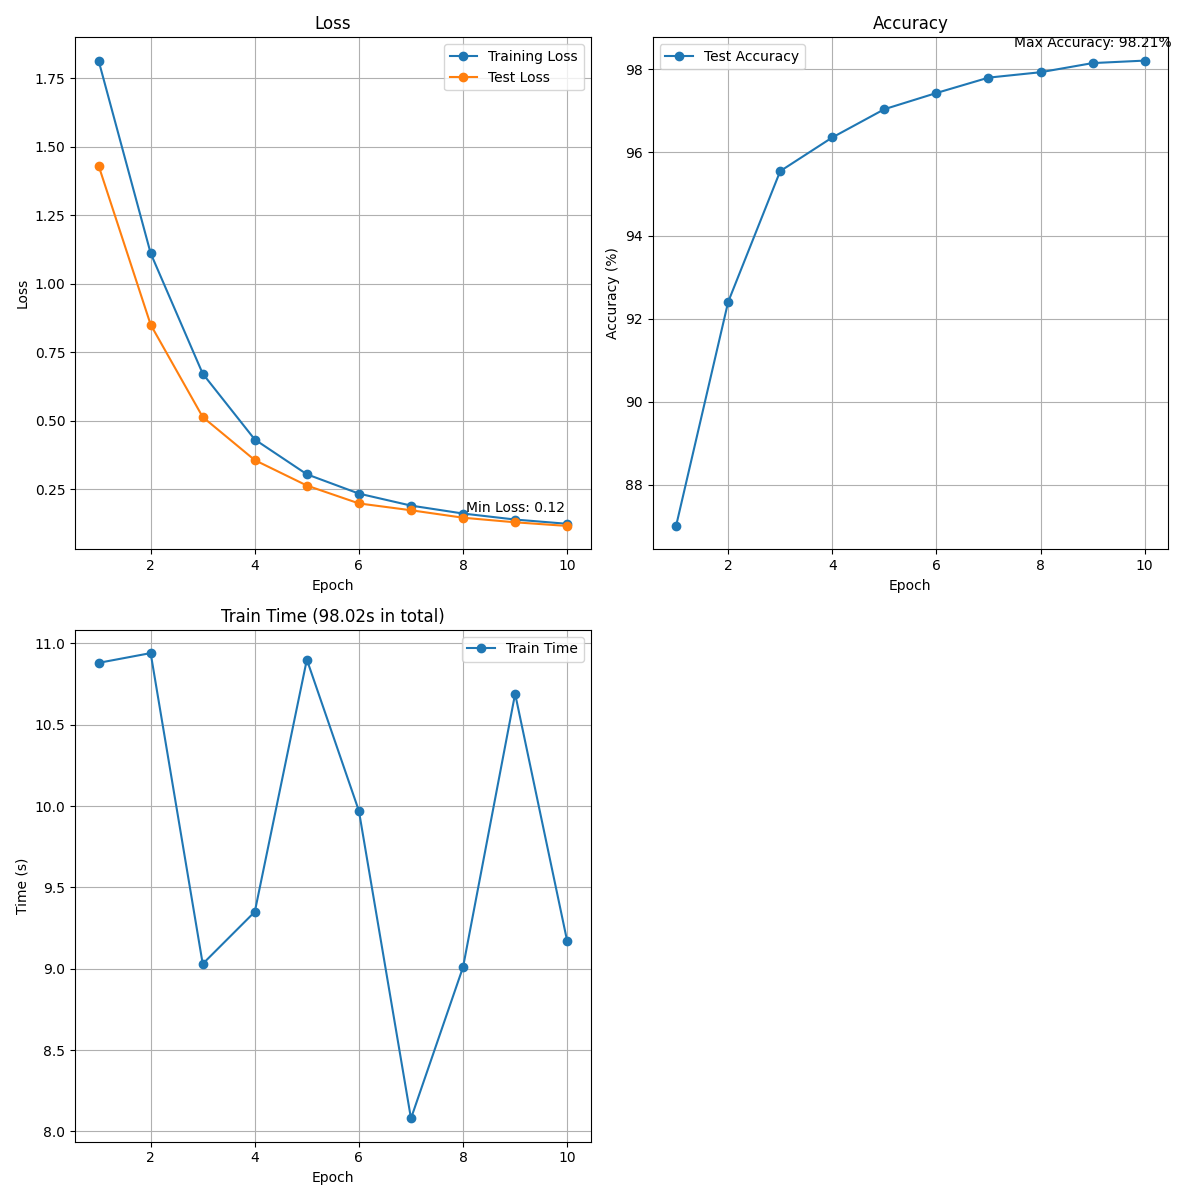 Loss
Training Loss
Test Loss
1.75
1.50
1.25
1.00
0.75
0.50
0.25
Loss
Min Loss: 0.12
2 4 6 8 10
Epoch
Accuracy
Max Accuracy: 98.21%
Test Accuracy
98
96
94
92
90
88
Accuracy (%)
2 4 6 8 10
Epoch
Train Time (98.02s in total)
Train Time
11.0
10.5
10.0
9.5
9.0
8.5
8.0
Time (s)
2 4 6 8 10
Epoch